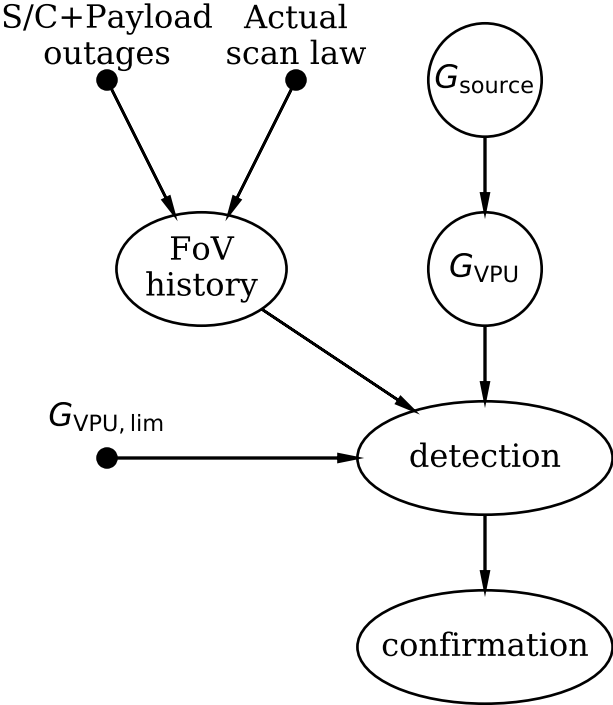 S/C+Payload
outages
Actual
scan law
G_source
FoV
history
G_VPU
G_VPU, lim
detection
confirmation